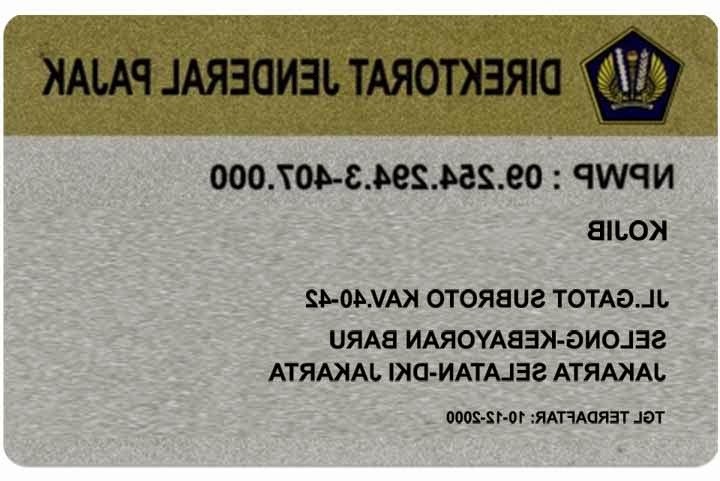 DIREKTORAT JENDERAL PAJAK
NPWP : 09.254.294.3-407.000
KOJIB
JL.GATOT SUBROTO KAV.40-42
SELONG-KEBAYORAN BARU
JAKARTA SELATAN-DKI JAKARTA
TGL TERDAFTAR: 10-12-2000